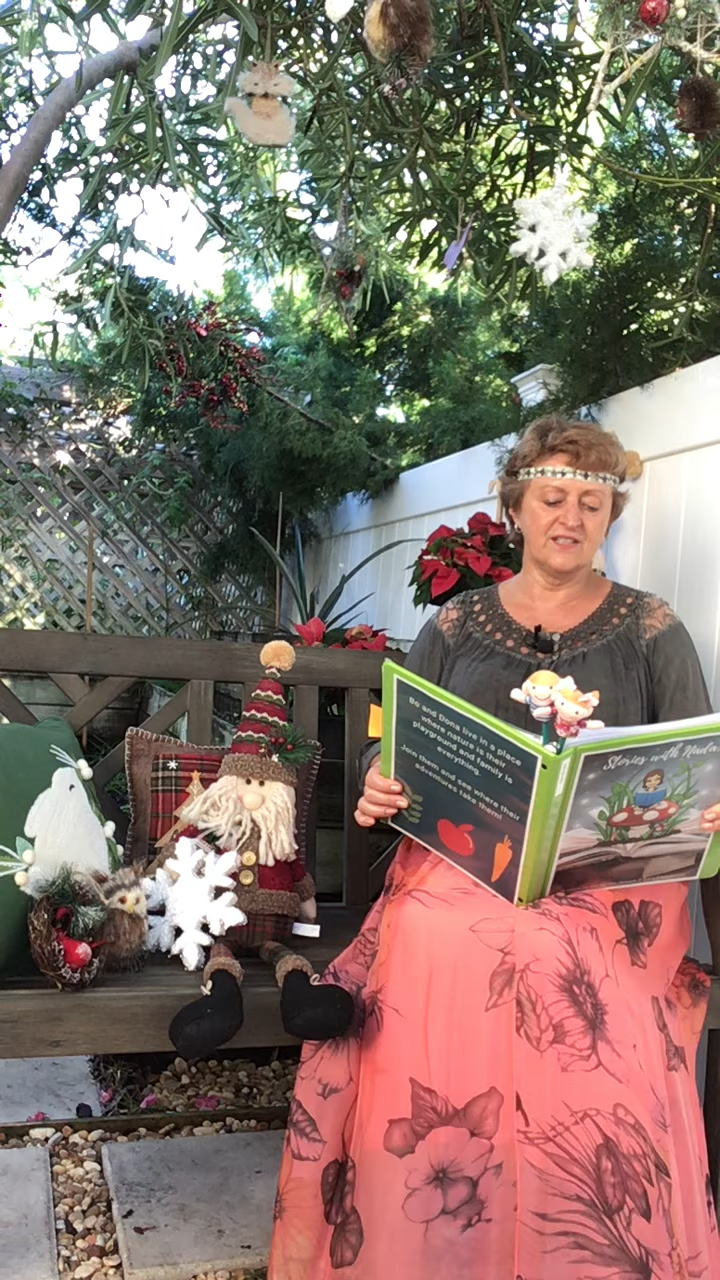 Bo and Dona live in a place
where nature is their
playground and family is
everything.
Join them and see where their
adventures take them!
Stories with Nadia